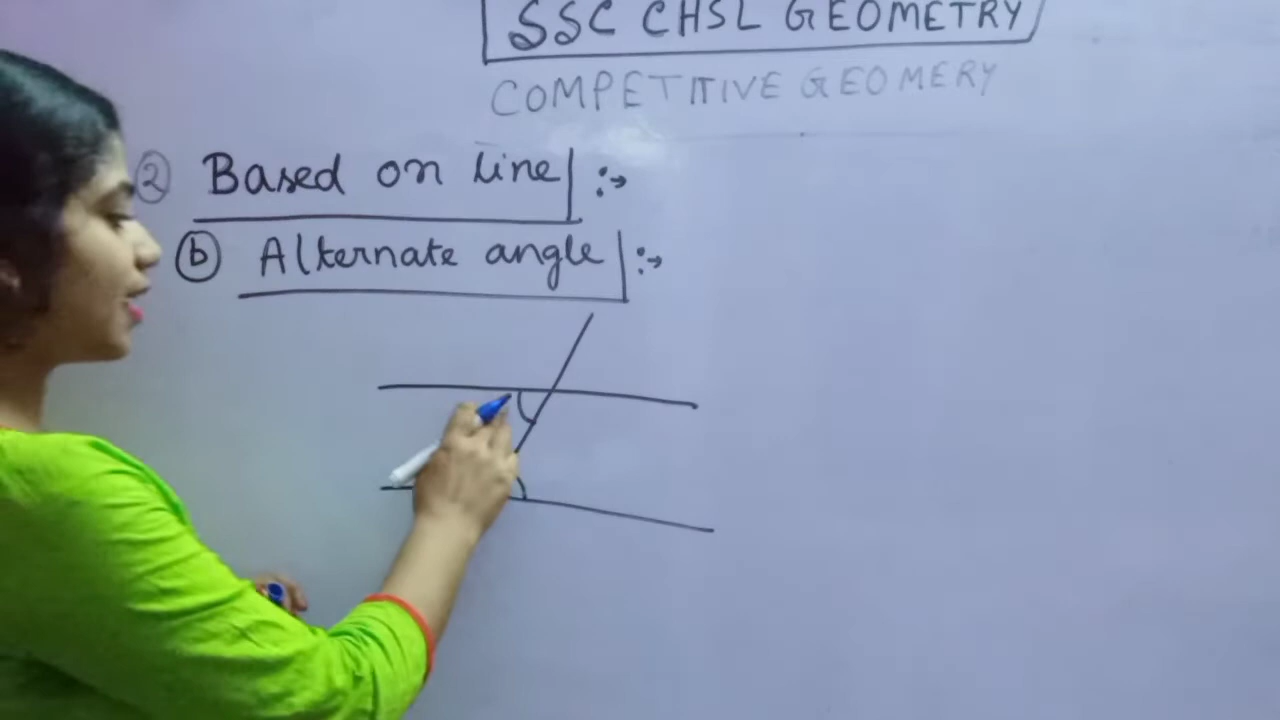 SSC CHSL GEOMETRY
COMPETITIVE GEOMERY
2 Based on line :→
b Alternate angle :→